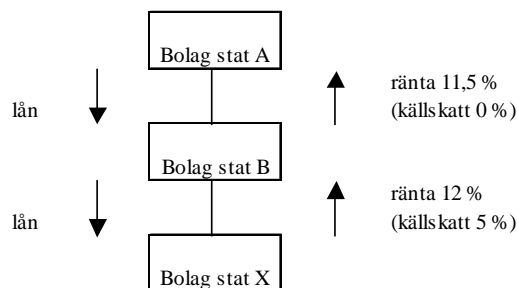 Bolag stat A
lån
ränta 11,5 %
(källskatt 0 %)
Bolag stat B
lån
ränta 12 %
(källskatt 5 %)
Bolag stat X